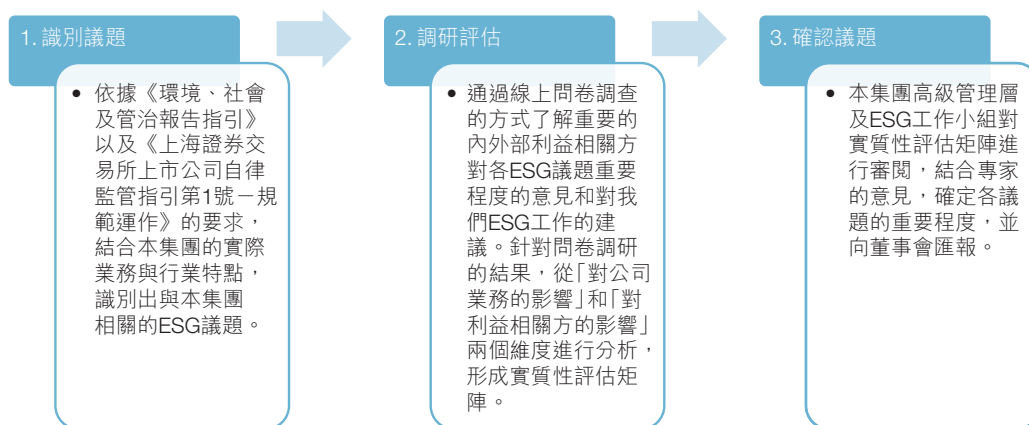 1. 識別議題
• 依據《環境、社會
及管治報告指引》
以及《上海證券交
易所上市公司自律
監管指引第1號－規
範運作》的要求，
結合本集團的實際
業務與行業特點，
識別出與本集團
相關的ESG議題。
2. 調研評估
• 通過線上問卷調查
的方式了解重要的
內外部利益相關方
對各ESG議題重要
程度的意見和對我
們ESG工作的建
議。針對問卷調研
的結果，從「對公司
業務的影響」和「對
利益相關方的影響」
兩個維度進行分析，
形成實質性評估矩
陣。
3. 確認議題
• 本集團高級管理層
及ESG工作小組對
實質性評估矩陣進
行審閱，結合專家
的意見，確定各議
題的重要程度，並
向董事會匯報。